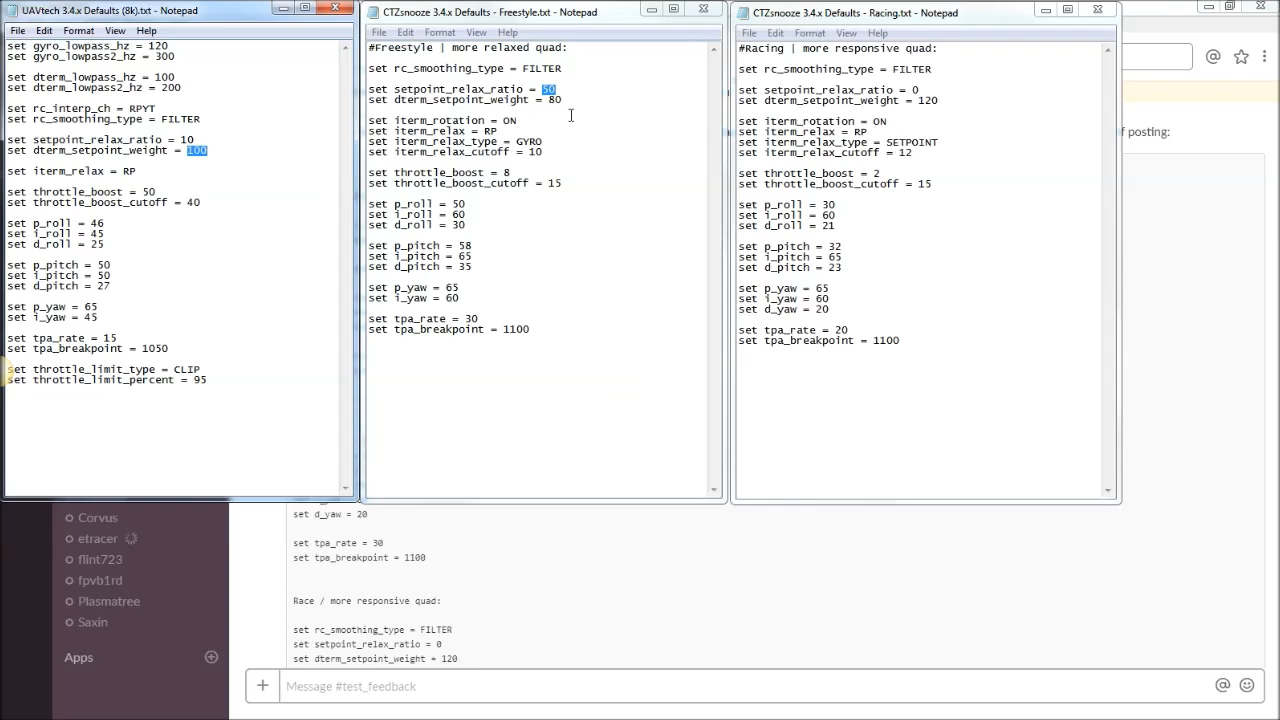 UAVtech 3.4.x Defaults (8k).txt - Notepad
File Edit Format View Help
set gyro_lowpass_hz = 120
set gyro_lowpass2_hz = 300
set dterm_lowpass_hz = 100
set dterm_lowpass2_hz = 200
set rc_interp_ch = RPYT
set rc_smoothing_type = FILTER
set setpoint_relax_ratio = 10
set dterm_setpoint_weight = 100
set iterm_relax = RP
set throttle_boost = 50
set throttle_boost_cutoff = 40
set p_roll = 46
set i_roll = 45
set d_roll = 25
set p_pitch = 50
set i_pitch = 50
set d_pitch = 27
set p_yaw = 65
set i_yaw = 45
set tpa_rate = 15
set tpa_breakpoint = 1050
set throttle_limit_type = CLIP
set throttle_limit_percent = 95
CTZsnooze 3.4.x Defaults - Freestyle.txt - Notepad
File Edit Format View Help
#Freestyle | more relaxed quad:
set rc_smoothing_type = FILTER
set setpoint_relax_ratio = 50
set dterm_setpoint_weight = 80
set iterm_rotation = ON
set iterm_relax = RP
set iterm_relax_type = GYRO
set iterm_relax_cutoff = 10
set throttle_boost = 8
set throttle_boost_cutoff = 15
set p_roll = 50
set i_roll = 60
set d_roll = 30
set p_pitch = 58
set i_pitch = 65
set d_pitch = 35
set p_yaw = 65
set i_yaw = 60
set tpa_rate = 30
set tpa_breakpoint = 1100
CTZsnooze 3.4.x Defaults - Racing.txt - Notepad
File Edit Format View Help
#Racing | more responsive quad:
set rc_smoothing_type = FILTER
set setpoint_relax_ratio = 0
set dterm_setpoint_weight = 120
set iterm_rotation = ON
set iterm_relax = RP
set iterm_relax_type = SETPOINT
set iterm_relax_cutoff = 12
set throttle_boost = 2
set throttle_boost_cutoff = 15
set p_roll = 30
set i_roll = 60
set d_roll = 21
set p_pitch = 32
set i_pitch = 65
set d_pitch = 23
set p_yaw = 65
set i_yaw = 60
set d_yaw = 20
set tpa_rate = 20
set tpa_breakpoint = 1100
f posting:
Corvus
etracer
flint723
fpvb1rd
Plasmatree
Saxin
Apps
set d_yaw = 20
set tpa_rate = 30
set tpa_breakpoint = 1100
Race / more responsive quad:
set rc_smoothing_type = FILTER
set setpoint_relax_ratio = 0
set dterm_setpoint_weight = 120
Message #test_feedback